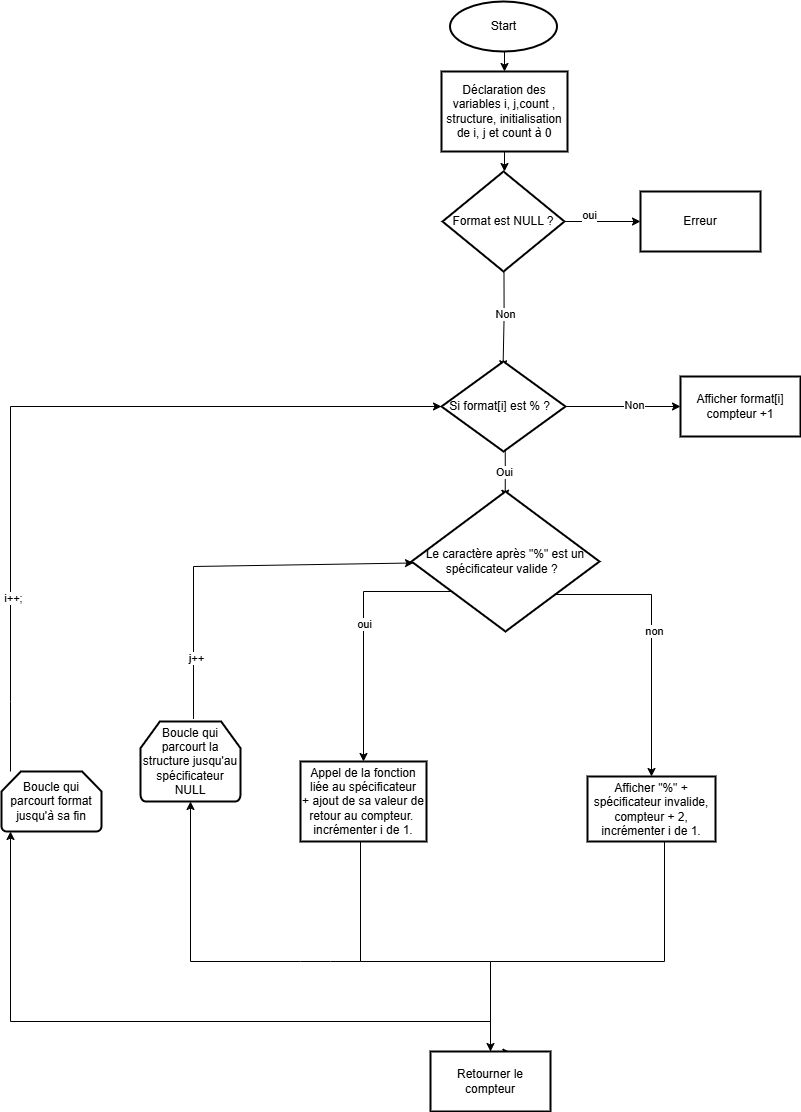 Start
Déclaration des
variables i, j,count ,
structure, initialisation
de i, j et count à 0
Format est NULL ?
oui
Erreur
Non
Si format[i] est % ?
Non
Afficher format[i]
compteur +1
Oui
Le caractère après "%" est un
spécificateur valide ?
i++;
oui
non
j++
Boucle qui
parcourt la
structure jusqu'au
spécificateur
NULL
Boucle qui
parcourt format
jusqu'à sa fin
Appel de la fonction
liée au spécificateur
+ ajout de sa valeur de
retour au compteur.
incrémenter i de 1.
Afficher "%" +
spécificateur invalide,
compteur + 2,
incrémenter i de 1.
Retourner le
compteur